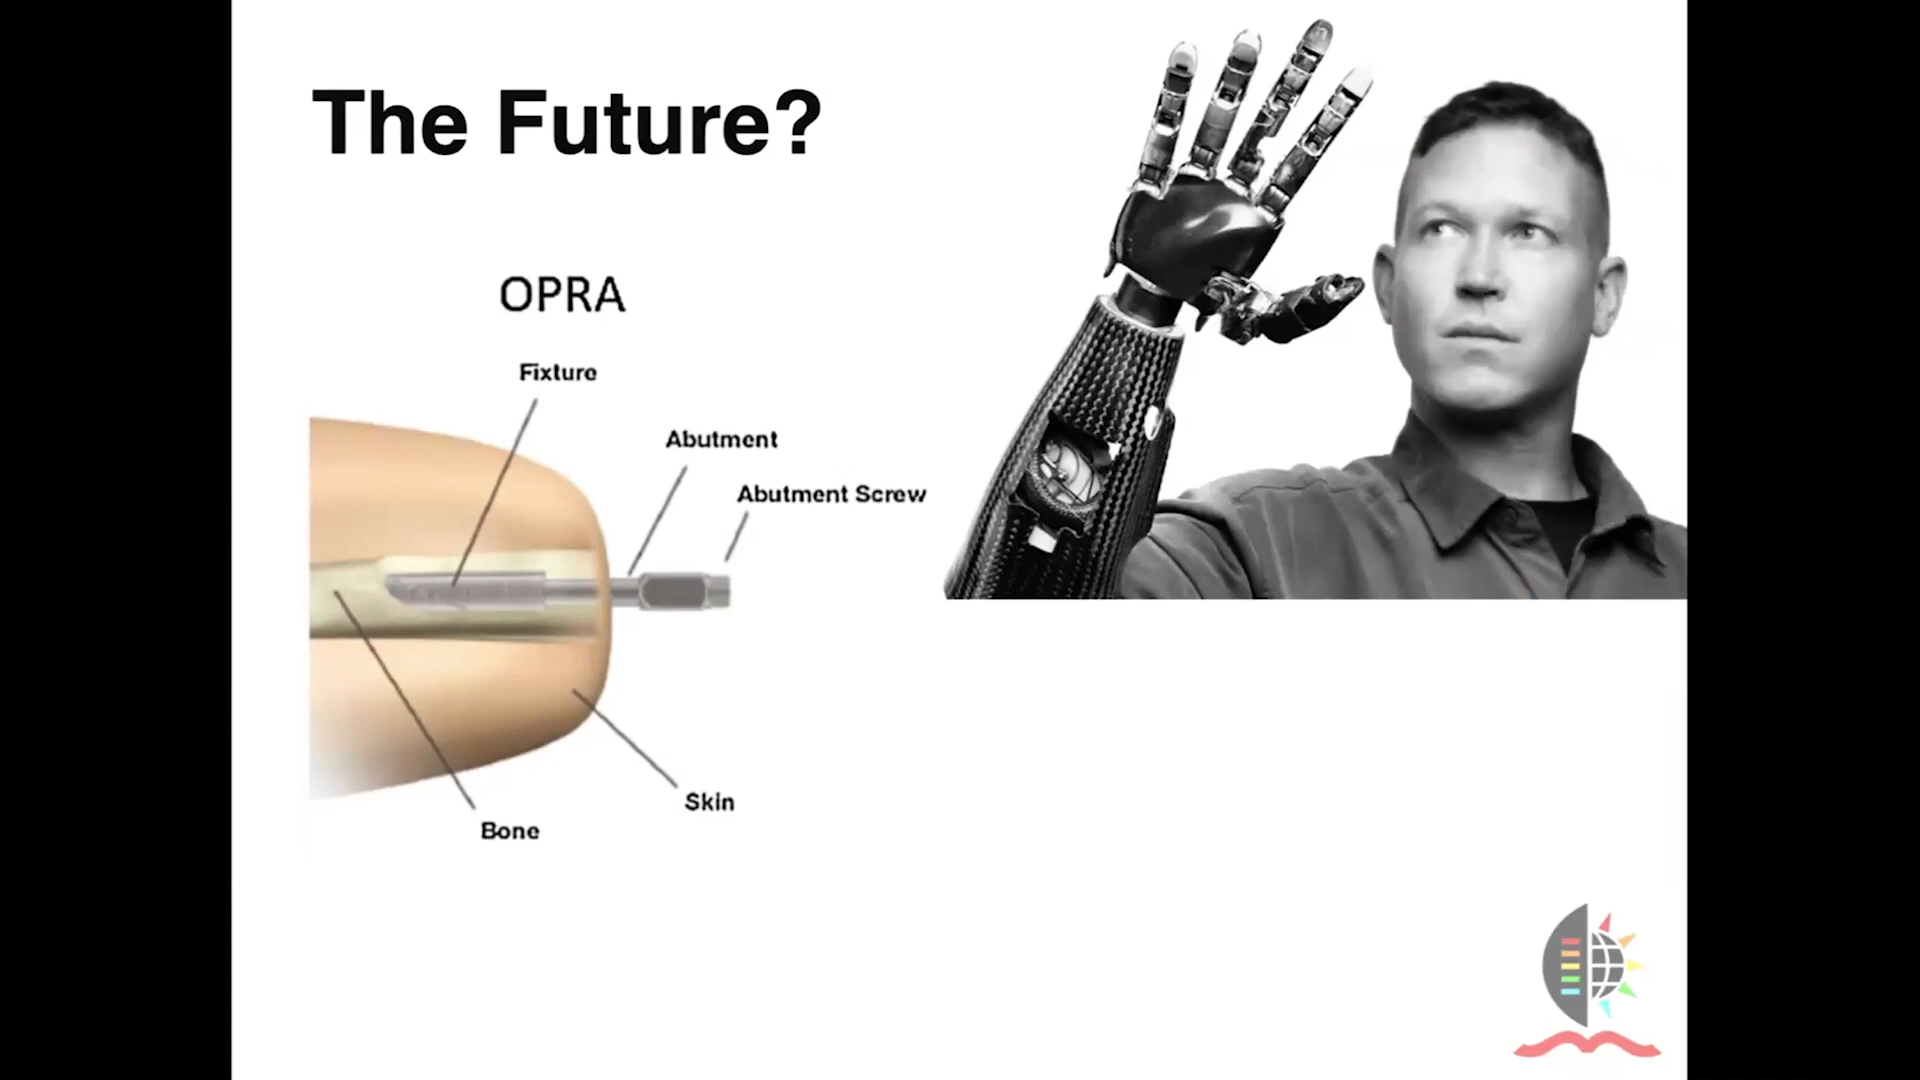 The Future?
OPRA
Fixture
Abutment
Abutment Screw
Skin
Bone